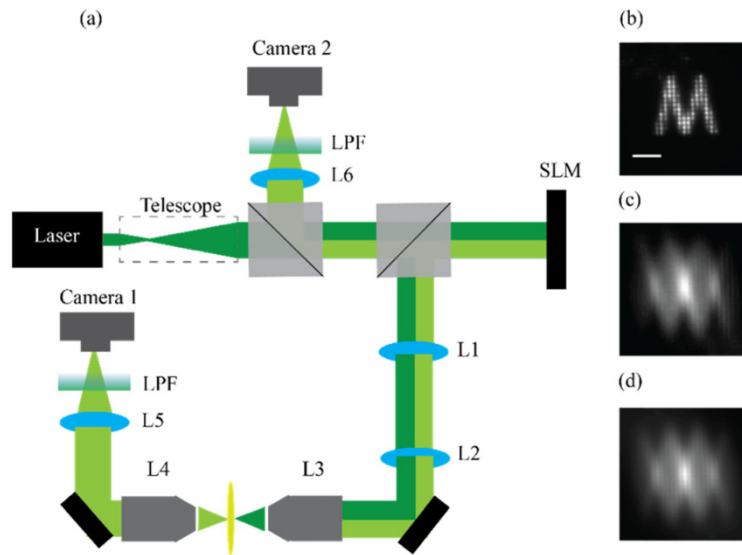 (a)
Camera 2
LPF
L6
SLM
Telescope
Laser
Camera 1
LPF
L5
L4
L3
L1
L2
(b)
(c)
(d)